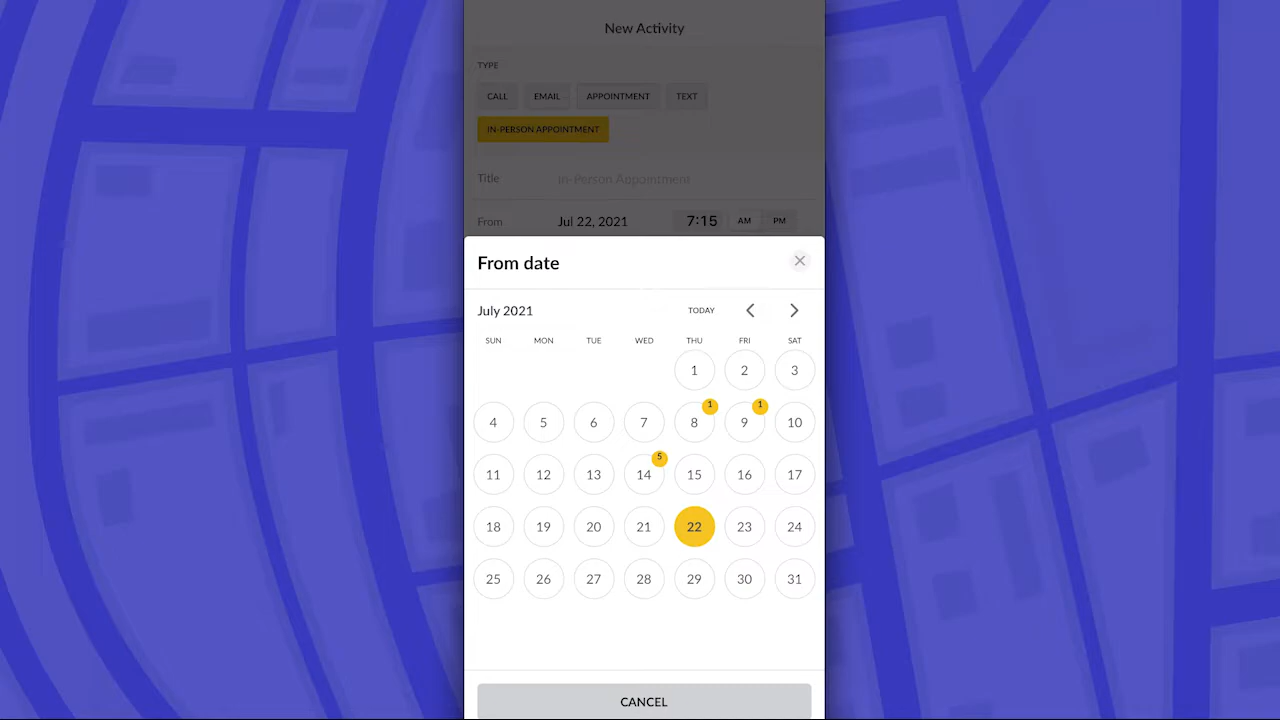 New Activity
TYPE
CALL EMAIL APPOINTMENT TEXT
IN-PERSON APPOINTMENT
Title In-Person Appointment
From Jul 22, 2021 7:15 AM PM
From date
July 2021 TODAY
SUN MON TUE WED THU FRI SAT
1 2 3
1 1
4 5 6 7 8 9 10
5
11 12 13 14 15 16 17
18 19 20 21 22 23 24
25 26 27 28 29 30 31
CANCEL